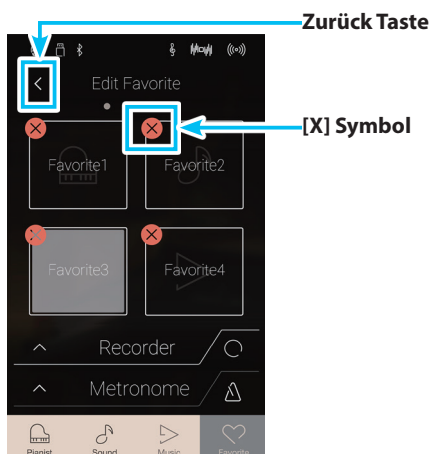 Zurück Taste
Edit Favorite
[X] Symbol
Favorite1
Favorite2
Favorite3
Favorite4
Recorder
Metronome
Pianist
Sound
Music
Favorite